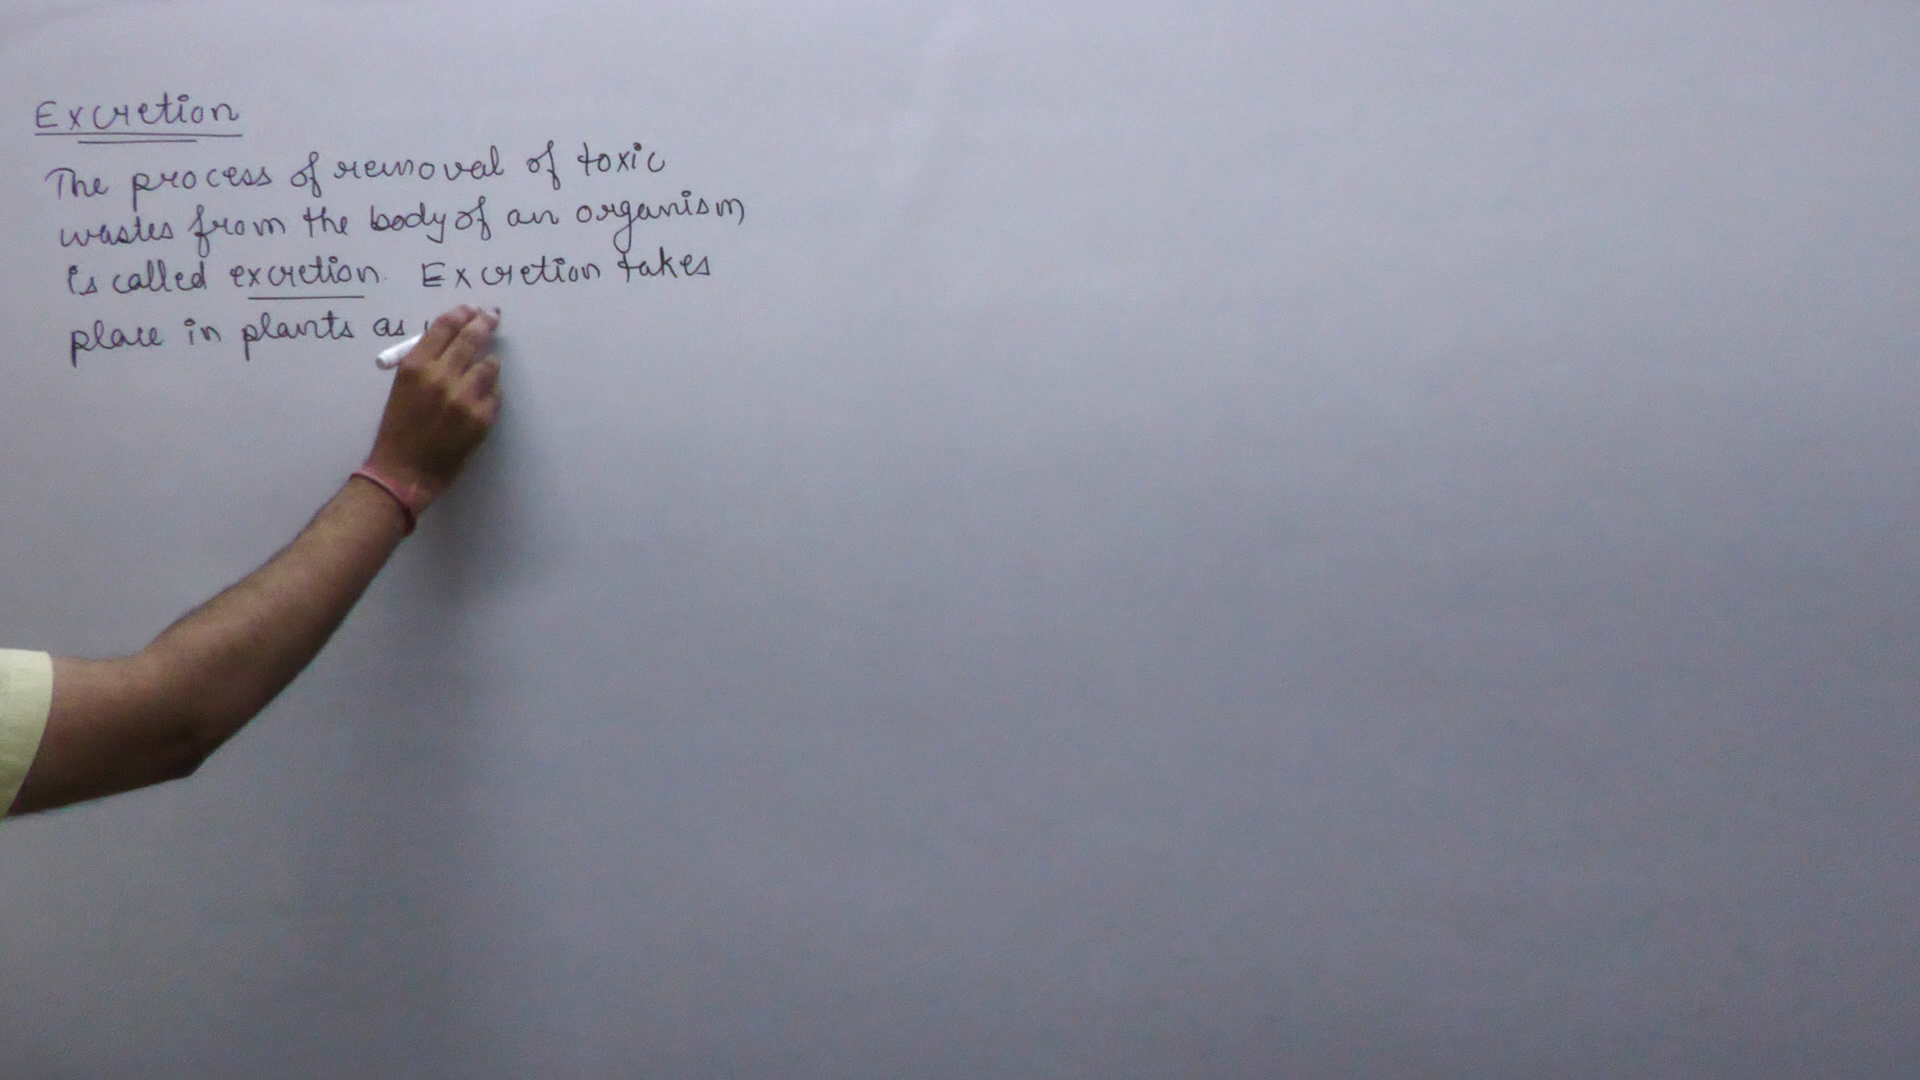 Excretion
The process of removal of toxic
wastes from the body of an organism
is called excretion. Excretion takes
place in plants as